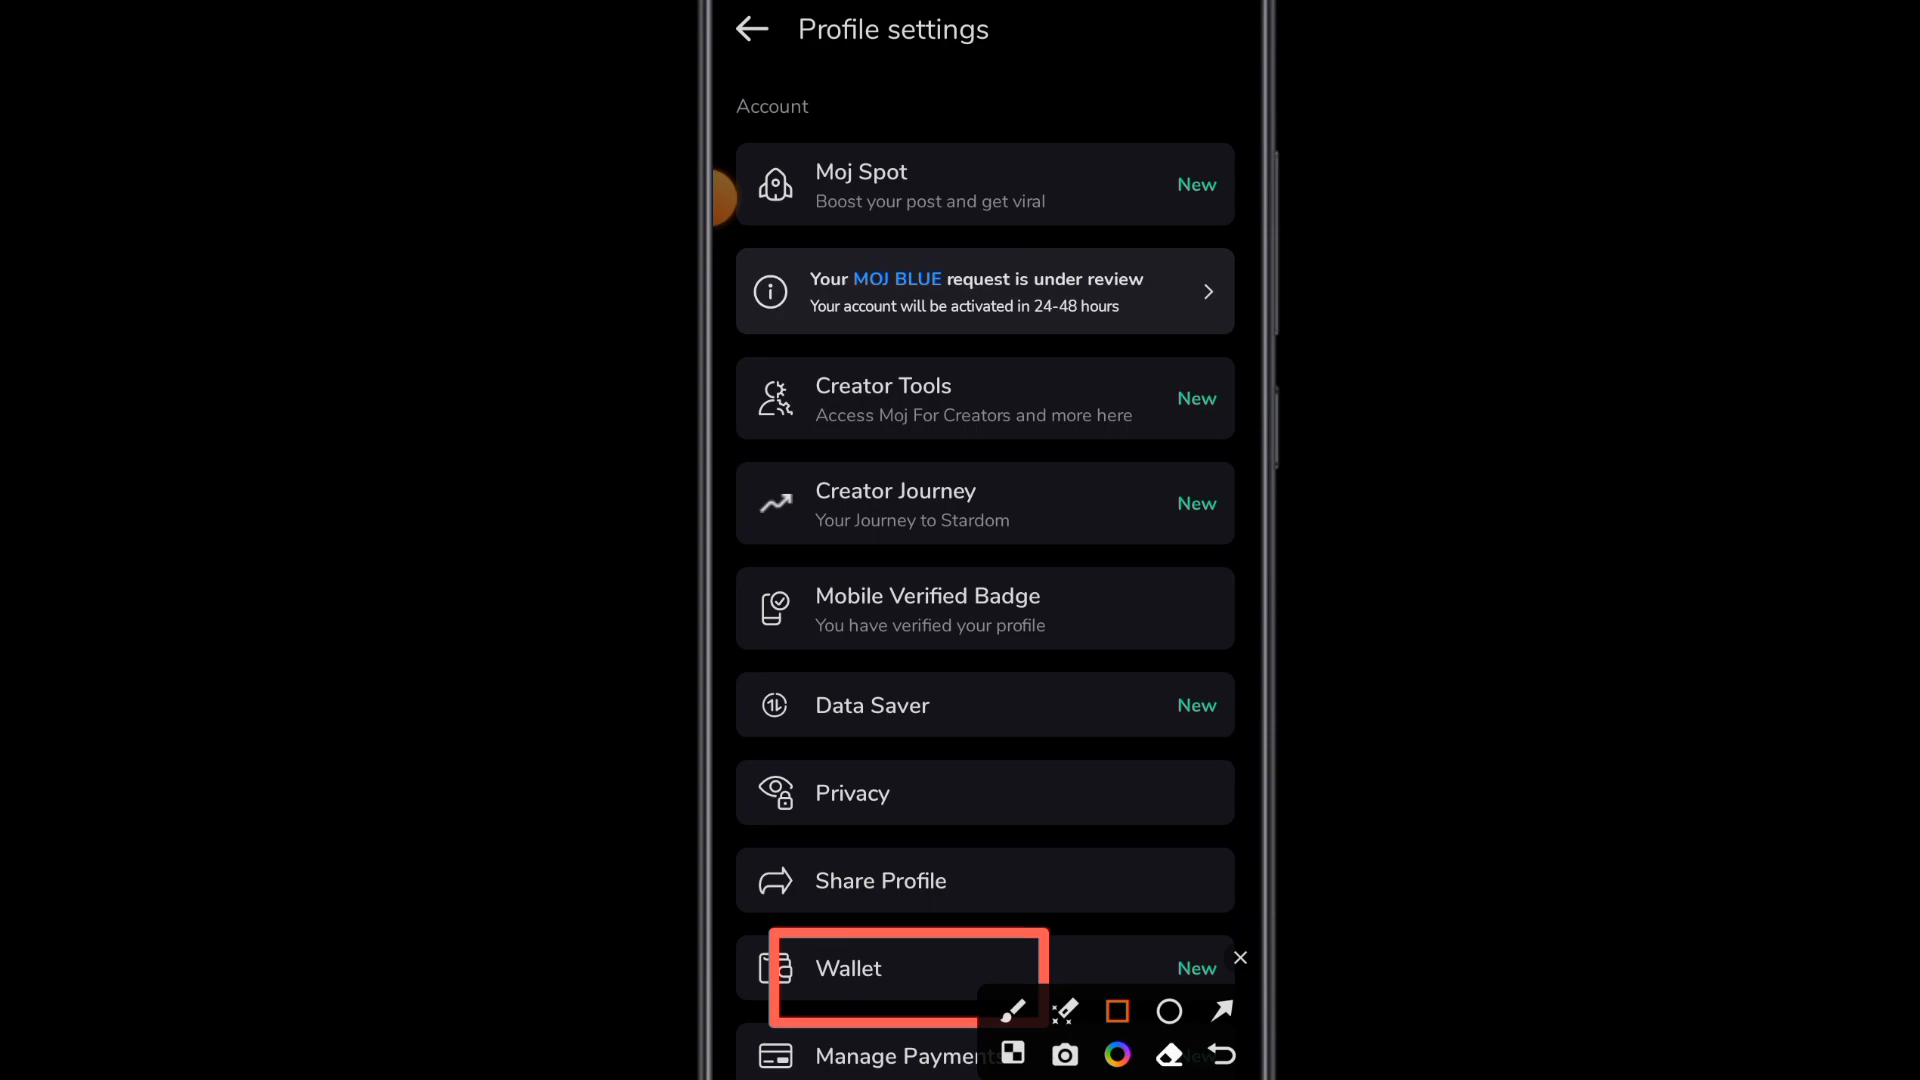 Profile settings
Account
Moj Spot
Boost your post and get viral
New
Your MOJ BLUE request is under review
Your account will be activated in 24-48 hours
Creator Tools
Access Moj For Creators and more here
New
Creator Journey
Your Journey to Stardom
New
Mobile Verified Badge
You have verified your profile
Data Saver
New
Privacy
Share Profile
Wallet
New
Manage Payments